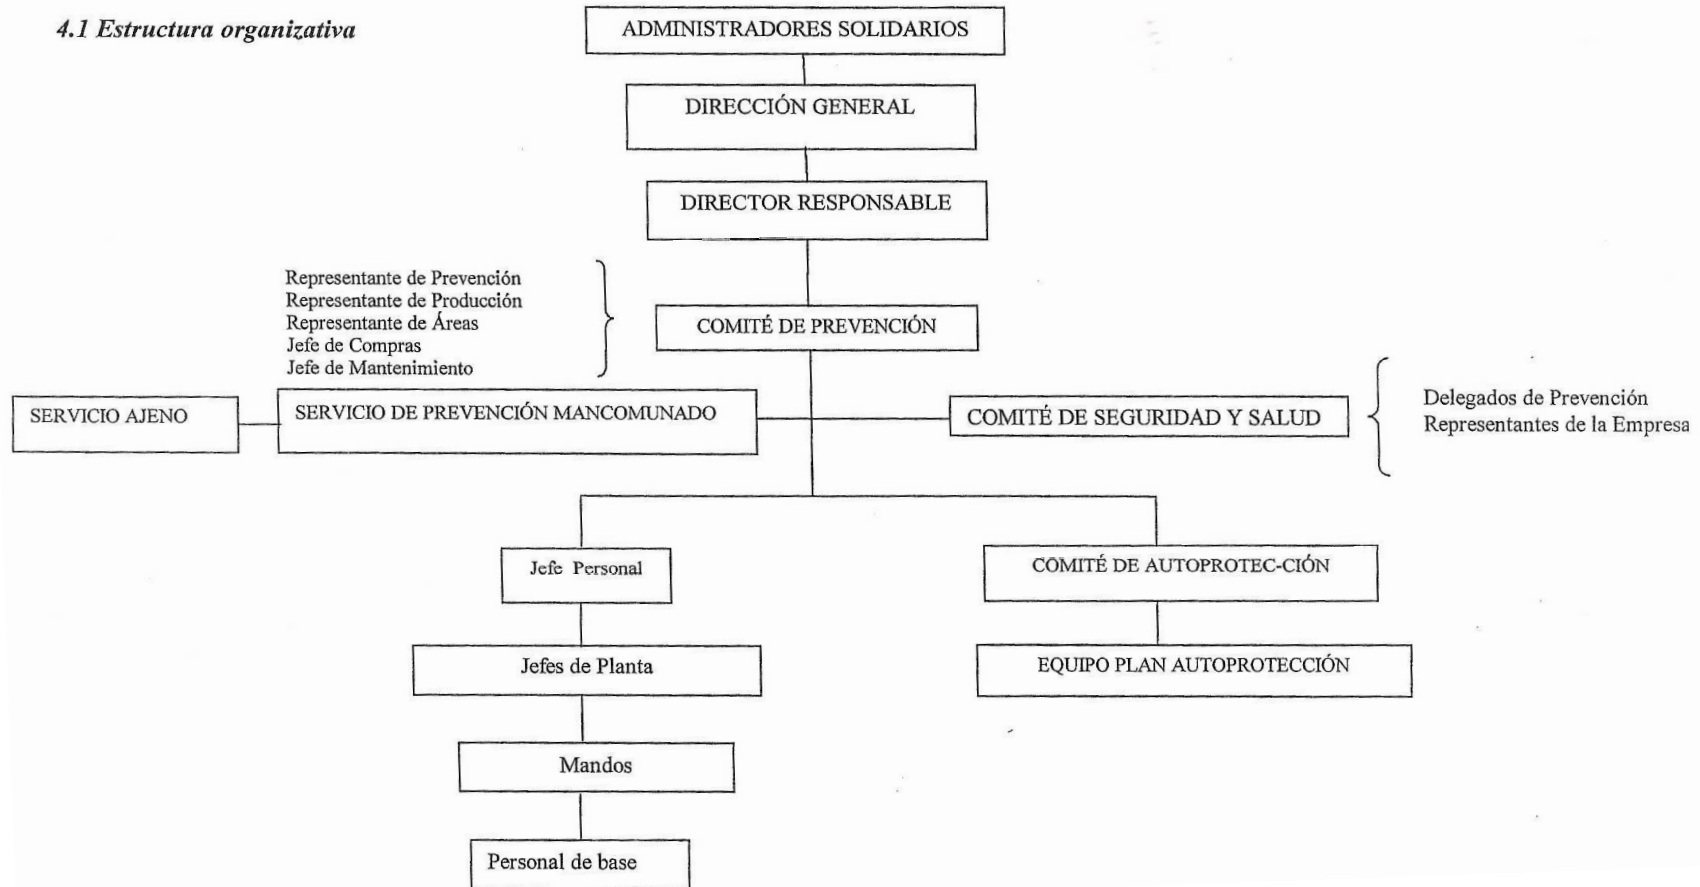 4.1 Estructura organizativa
ADMINISTRADORES SOLIDARIOS
DIRECCIÓN GENERAL
DIRECTOR RESPONSABLE
Representante de Prevención
Representante de Producción
Representante de Áreas
Jefe de Compras
Jefe de Mantenimiento
COMITÉ DE PREVENCIÓN
SERVICIO AJENO
SERVICIO DE PREVENCIÓN MANCOMUNADO
COMITÉ DE SEGURIDAD Y SALUD
Delegados de Prevención
Representantes de la Empresa
Jefe Personal
COMITÉ DE AUTOPROTEC-CIÓN
Jefes de Planta
EQUIPO PLAN AUTOPROTECCIÓN
Mandos
Personal de base